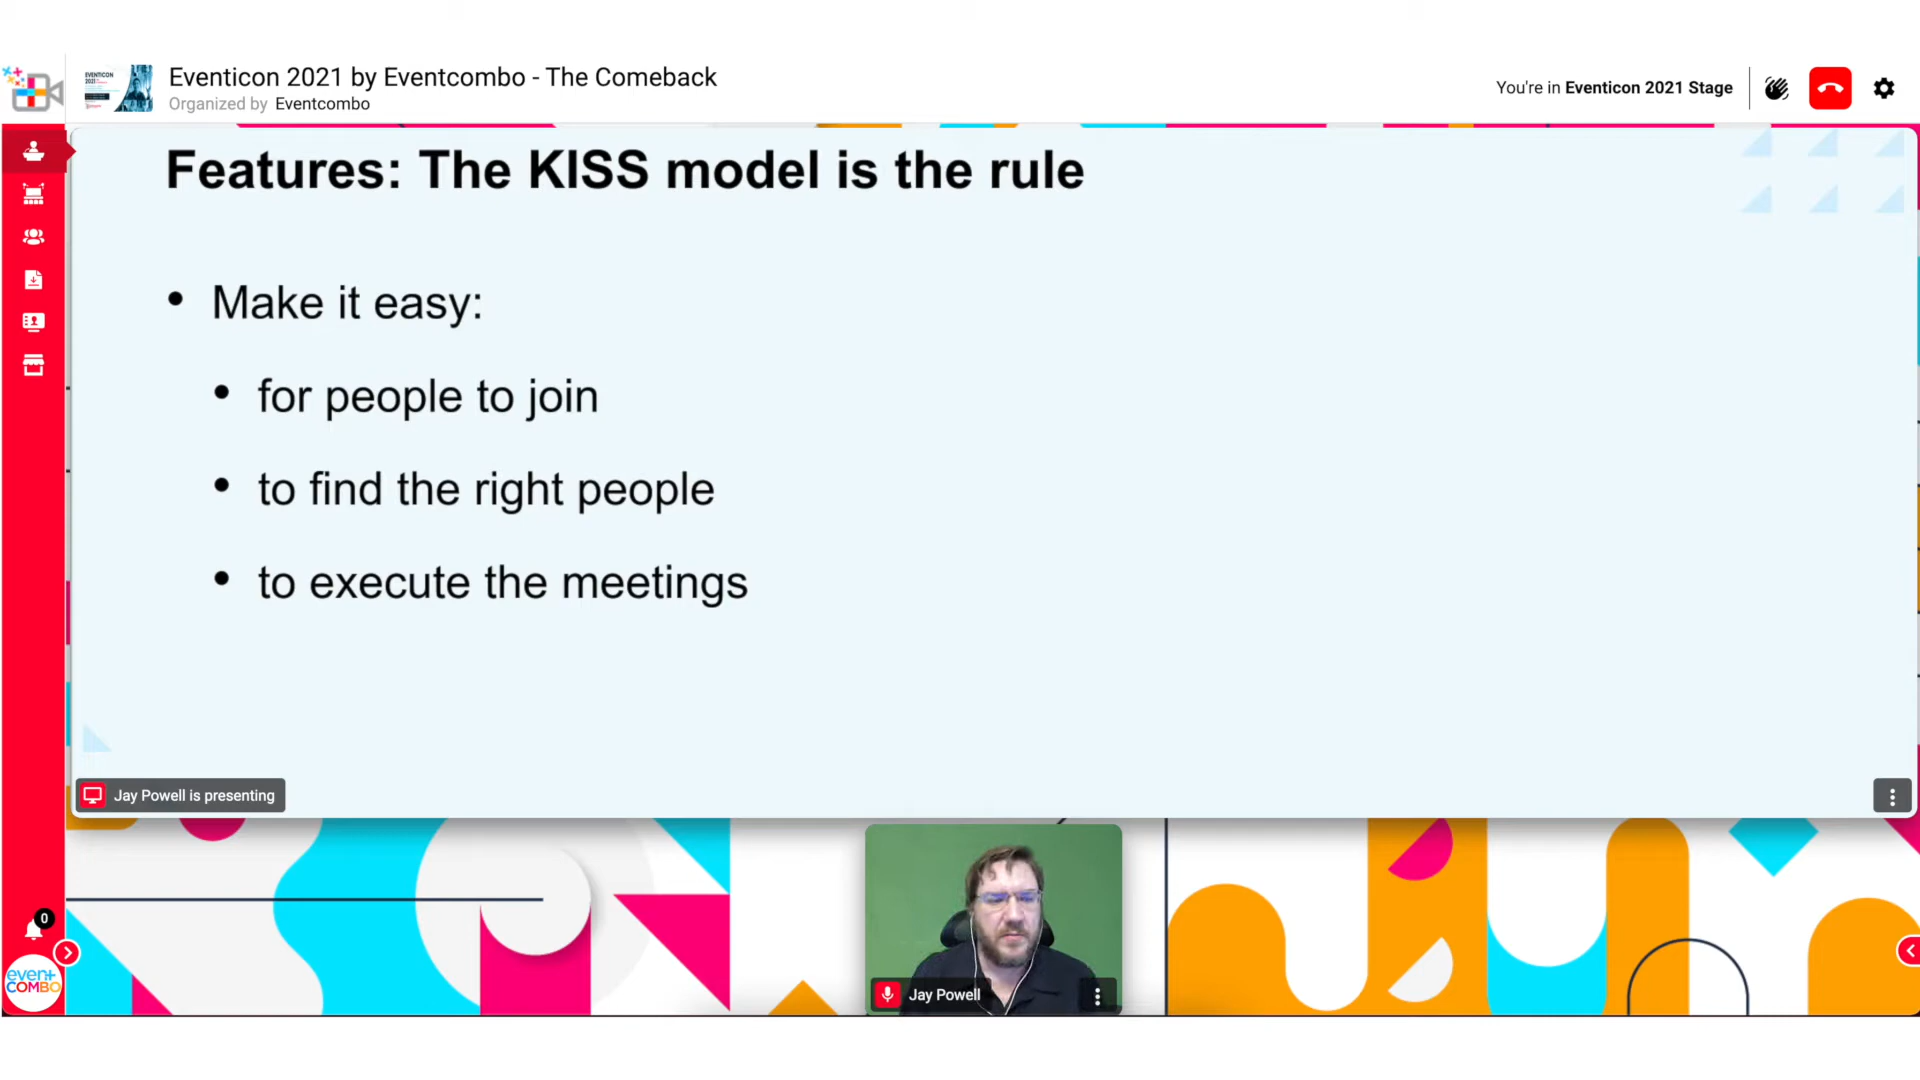 Eventicon 2021 by Eventcombo - The Comeback
Organized by Eventcombo
You're in Eventicon 2021 Stage
EVENTICON
2021
Features: The KISS model is the rule
• Make it easy:
• for people to join
• to find the right people
• to execute the meetings
Jay Powell is presenting
0
event
COMBO
Jay Powell